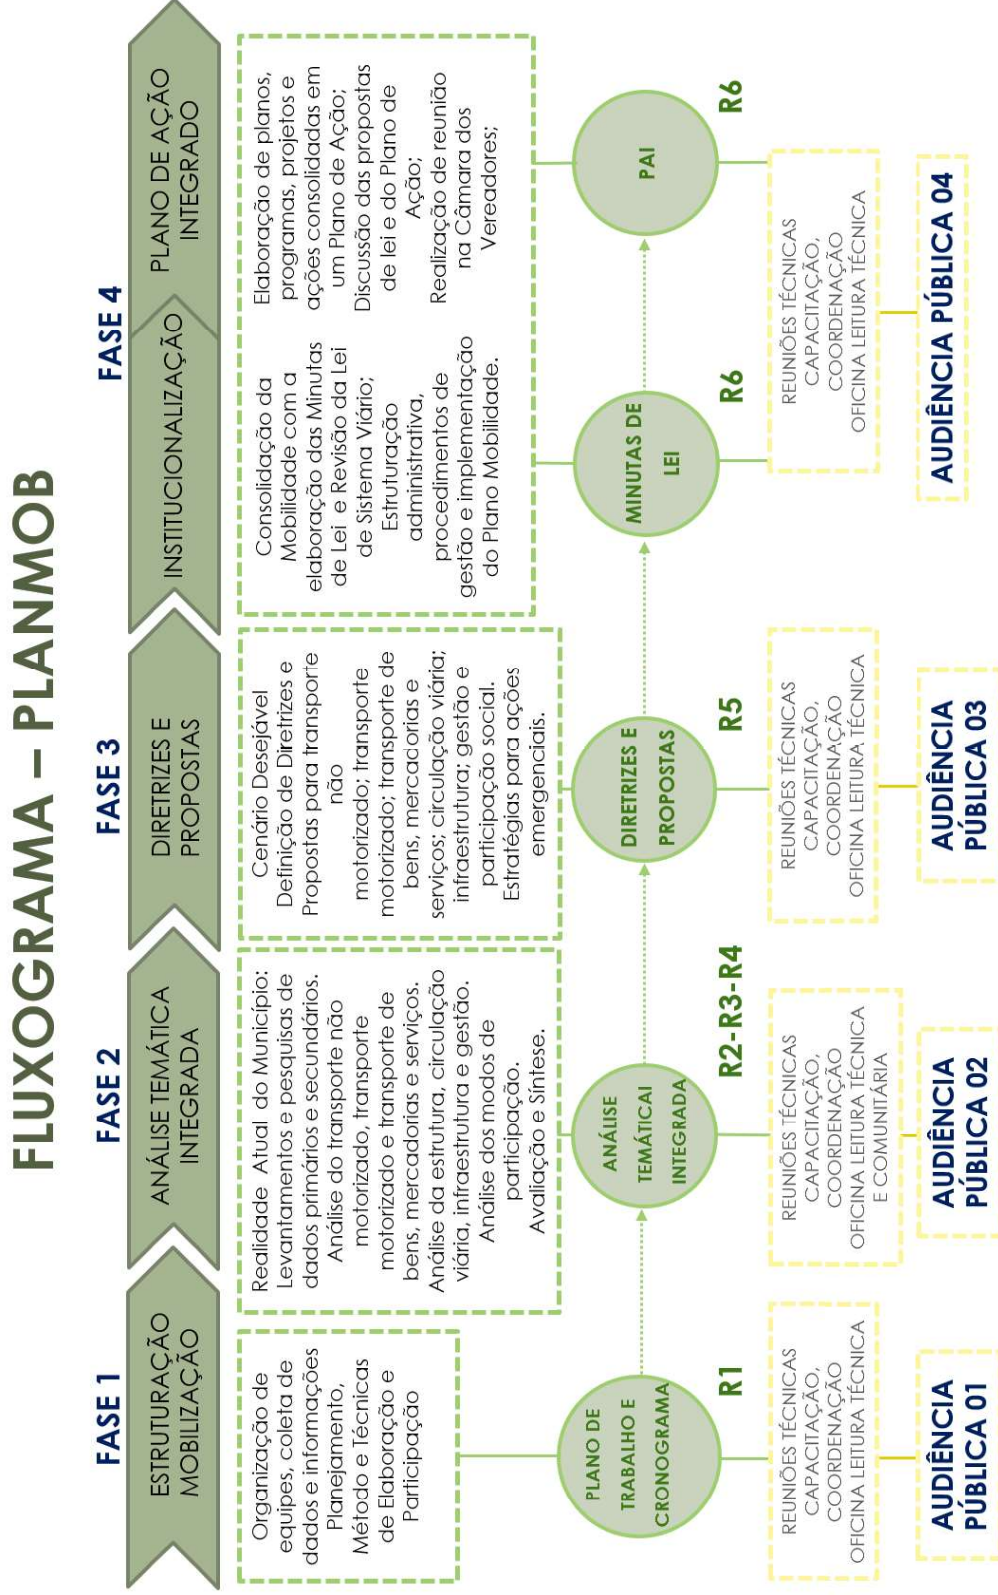 FLUXOGRAMA – PLANMOB
FASE 1
ESTRUTURAÇÃO
MOBILIZAÇÃO
Organização de
equipes, coleta de
dados e informações
Planejamento,
Método e Técnicas
de Elaboração e
Participação
PLANO DE
TRABALHO E
CRONOGRAMA
R1
REUNIÕES TÉCNICAS
CAPACITAÇÃO,
COORDENAÇÃO
OFICINA LEITURA TÉCNICA
AUDIÊNCIA
PÚBLICA 01
FASE 2
ANÁLISE TEMÁTICA
INTEGRADA
Realidade Atual do Município:
Levantamentos e pesquisas de
dados primários e secundários.
Análise do transporte não
motorizado, transporte
motorizado e transporte de
bens, mercadorias e serviços.
Análise da estrutura, circulação
viária, infraestrutura e gestão.
Análise dos modos de
participação.
Avaliação e Síntese.
ANÁLISE
TEMÁTICAI
INTEGRADA
R2-R3-R4
REUNIÕES TÉCNICAS
CAPACITAÇÃO,
COORDENAÇÃO
OFICINA LEITURA TÉCNICA
E COMUNITÁRIA
AUDIÊNCIA
PÚBLICA 02
FASE 3
DIRETRIZES E
PROPOSTAS
Cenário Desejável
Definição de Diretrizes e
Propostas para transporte
não
motorizado; transporte
motorizado; transporte de
bens, mercadorias e
serviços; circulação viária;
infraestrutura; gestão e
participação social.
Estratégias para ações
emergenciais.
DIRETRIZES E
PROPOSTAS
R5
REUNIÕES TÉCNICAS
CAPACITAÇÃO,
COORDENAÇÃO
OFICINA LEITURA TÉCNICA
AUDIÊNCIA
PÚBLICA 03
FASE 4
INSTITUCIONALIZAÇÃO
PLANO DE AÇÃO
INTEGRADO
Consolidação da
Mobilidade com a
elaboração das Minutas
de Lei e Revisão da Lei
de Sistema Viário;
Estruturação
administrativa,
procedimentos de
gestão e implementação
do Plano Mobilidade.
Elaboração de planos,
programas, projetos e
ações consolidadas em
um Plano de Ação;
Discussão das propostas
de lei e do Plano de
Ação;
Realização de reunião
na Câmara dos
Vereadores;
MINUTAS DE
LEI
R6
PAI
R6
REUNIÕES TÉCNICAS
CAPACITAÇÃO,
COORDENAÇÃO
OFICINA LEITURA TÉCNICA
AUDIÊNCIA PÚBLICA 04